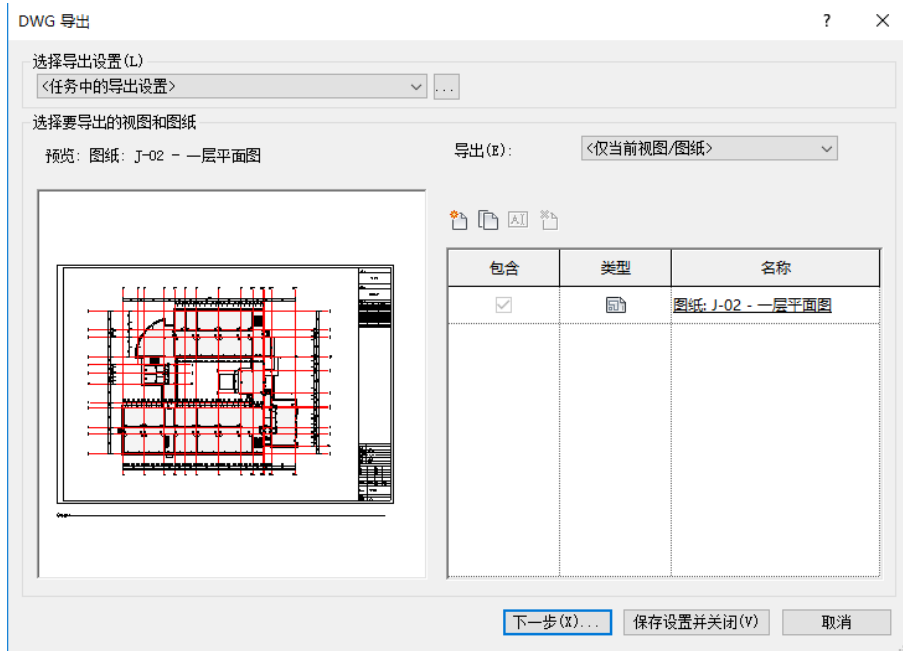 DWG 导出
选择导出设置(L)
<任务中的导出设置>
...
选择要导出的视图和图纸
预览: 图纸: J-02 - 一层平面图
导出(E):
<仅当前视图/图纸>
包含 类型 名称
图纸: J-02 - 一层平面图
下一步(X)... 保存设置并关闭(V) 取消